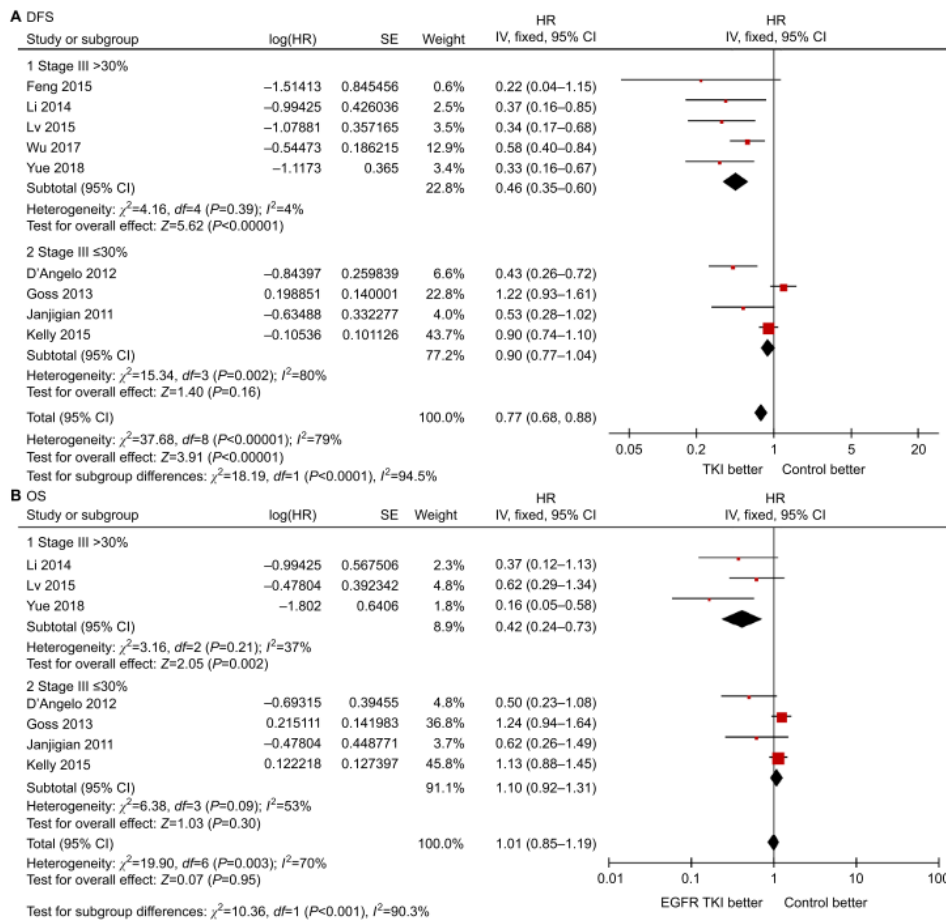 A DFS
HR HR
Study or subgroup log(HR) SE Weight IV, fixed, 95% CI IV, fixed, 95% CI
1 Stage III >30%
Feng 2015 –1.51413 0.845456 0.6% 0.22 (0.04–1.15)
Li 2014 –0.99425 0.426036 2.5% 0.37 (0.16–0.85)
Lv 2015 –1.07881 0.357165 3.5% 0.34 (0.17–0.68)
Wu 2017 –0.54473 0.186215 12.9% 0.58 (0.40–0.84)
Yue 2018 –1.1173 0.365 3.4% 0.33 (0.16–0.67)
Subtotal (95% CI) 22.8% 0.46 (0.35–0.60)
Heterogeneity: χ²=4.16, df=4 (P=0.39); I²=4%
Test for overall effect: Z=5.62 (P<0.00001)
2 Stage III ≤30%
D'Angelo 2012 –0.84397 0.259839 6.6% 0.43 (0.26–0.72)
Goss 2013 0.198851 0.140001 22.8% 1.22 (0.93–1.61)
Janjigian 2011 –0.63488 0.332277 4.0% 0.53 (0.28–1.02)
Kelly 2015 –0.10536 0.101126 43.7% 0.90 (0.74–1.10)
Subtotal (95% CI) 77.2% 0.90 (0.77–1.04)
Heterogeneity: χ²=15.34, df=3 (P=0.002); I²=80%
Test for overall effect: Z=1.40 (P=0.16)
Total (95% CI) 100.0% 0.77 (0.68, 0.88)
Heterogeneity: χ²=37.68, df=8 (P<0.00001); I²=79%
Test for overall effect: Z=3.91 (P<0.00001)
Test for subgroup differences: χ²=18.19, df=1 (P<0.0001), I²=94.5%
0.05 0.2 1 5 20
TKI better Control better
B OS
HR HR
Study or subgroup log(HR) SE Weight IV, fixed, 95% CI IV, fixed, 95% CI
1 Stage III >30%
Li 2014 –0.99425 0.567506 2.3% 0.37 (0.12–1.13)
Lv 2015 –0.47804 0.392342 4.8% 0.62 (0.29–1.34)
Yue 2018 –1.802 0.6406 1.8% 0.16 (0.05–0.58)
Subtotal (95% CI) 8.9% 0.42 (0.24–0.73)
Heterogeneity: χ²=3.16, df=2 (P=0.21); I²=37%
Test for overall effect: Z=2.05 (P=0.002)
2 Stage III ≤30%
D'Angelo 2012 –0.69315 0.39455 4.8% 0.50 (0.23–1.08)
Goss 2013 0.215111 0.141983 36.8% 1.24 (0.94–1.64)
Janjigian 2011 –0.47804 0.448771 3.7% 0.62 (0.26–1.49)
Kelly 2015 0.122218 0.127397 45.8% 1.13 (0.88–1.45)
Subtotal (95% CI) 91.1% 1.10 (0.92–1.31)
Heterogeneity: χ²=6.38, df=3 (P=0.09); I²=53%
Test for overall effect: Z=1.03 (P=0.30)
Total (95% CI) 100.0% 1.01 (0.85–1.19)
Heterogeneity: χ²=19.90, df=6 (P=0.003); I²=70%
Test for overall effect: Z=0.07 (P=0.95)
Test for subgroup differences: χ²=10.36, df=1 (P<0.001), I²=90.3%
0.01 0.1 1 10 100
EGFR TKI better Control better